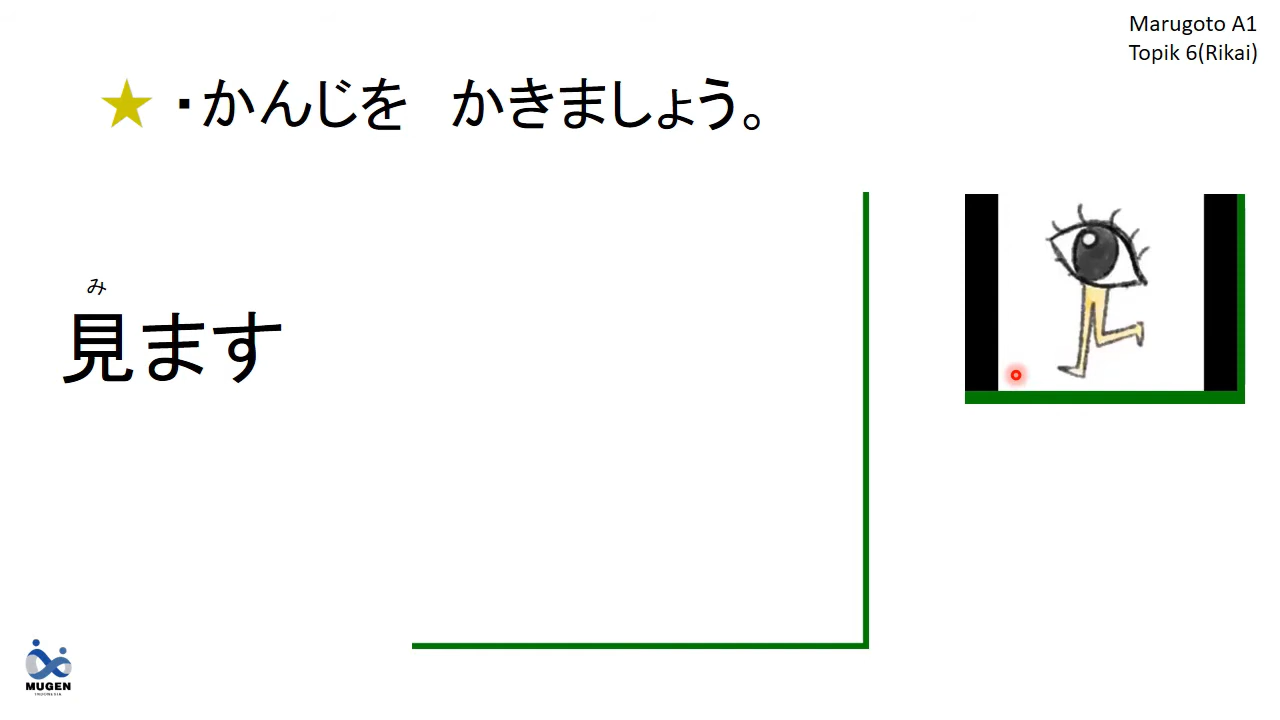 Marugoto A1
Topik 6(Rikai)
★・かんじを　かきましょう。
み
見ます
MUGEN
INDONESIA